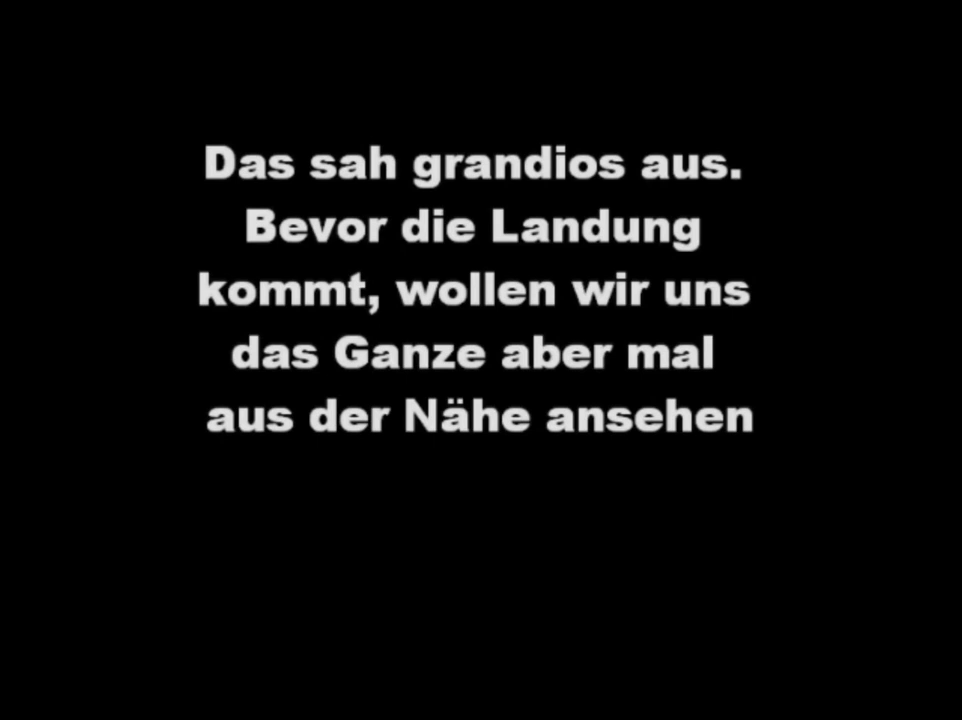 Das sah grandios aus.
Bevor die Landung
kommt, wollen wir uns
das Ganze aber mal
aus der Nähe ansehen